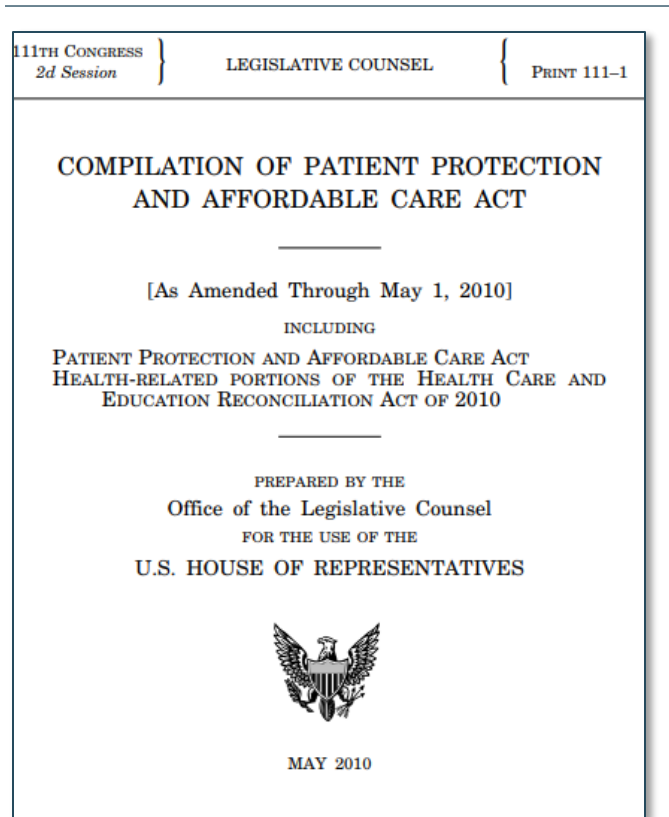 111TH CONGRESS
2d Session
LEGISLATIVE COUNSEL
PRINT 111–1
COMPILATION OF PATIENT PROTECTION
AND AFFORDABLE CARE ACT
[As Amended Through May 1, 2010]
INCLUDING
PATIENT PROTECTION AND AFFORDABLE CARE ACT
HEALTH-RELATED PORTIONS OF THE HEALTH CARE AND
EDUCATION RECONCILIATION ACT OF 2010
PREPARED BY THE
Office of the Legislative Counsel
FOR THE USE OF THE
U.S. HOUSE OF REPRESENTATIVES
MAY 2010